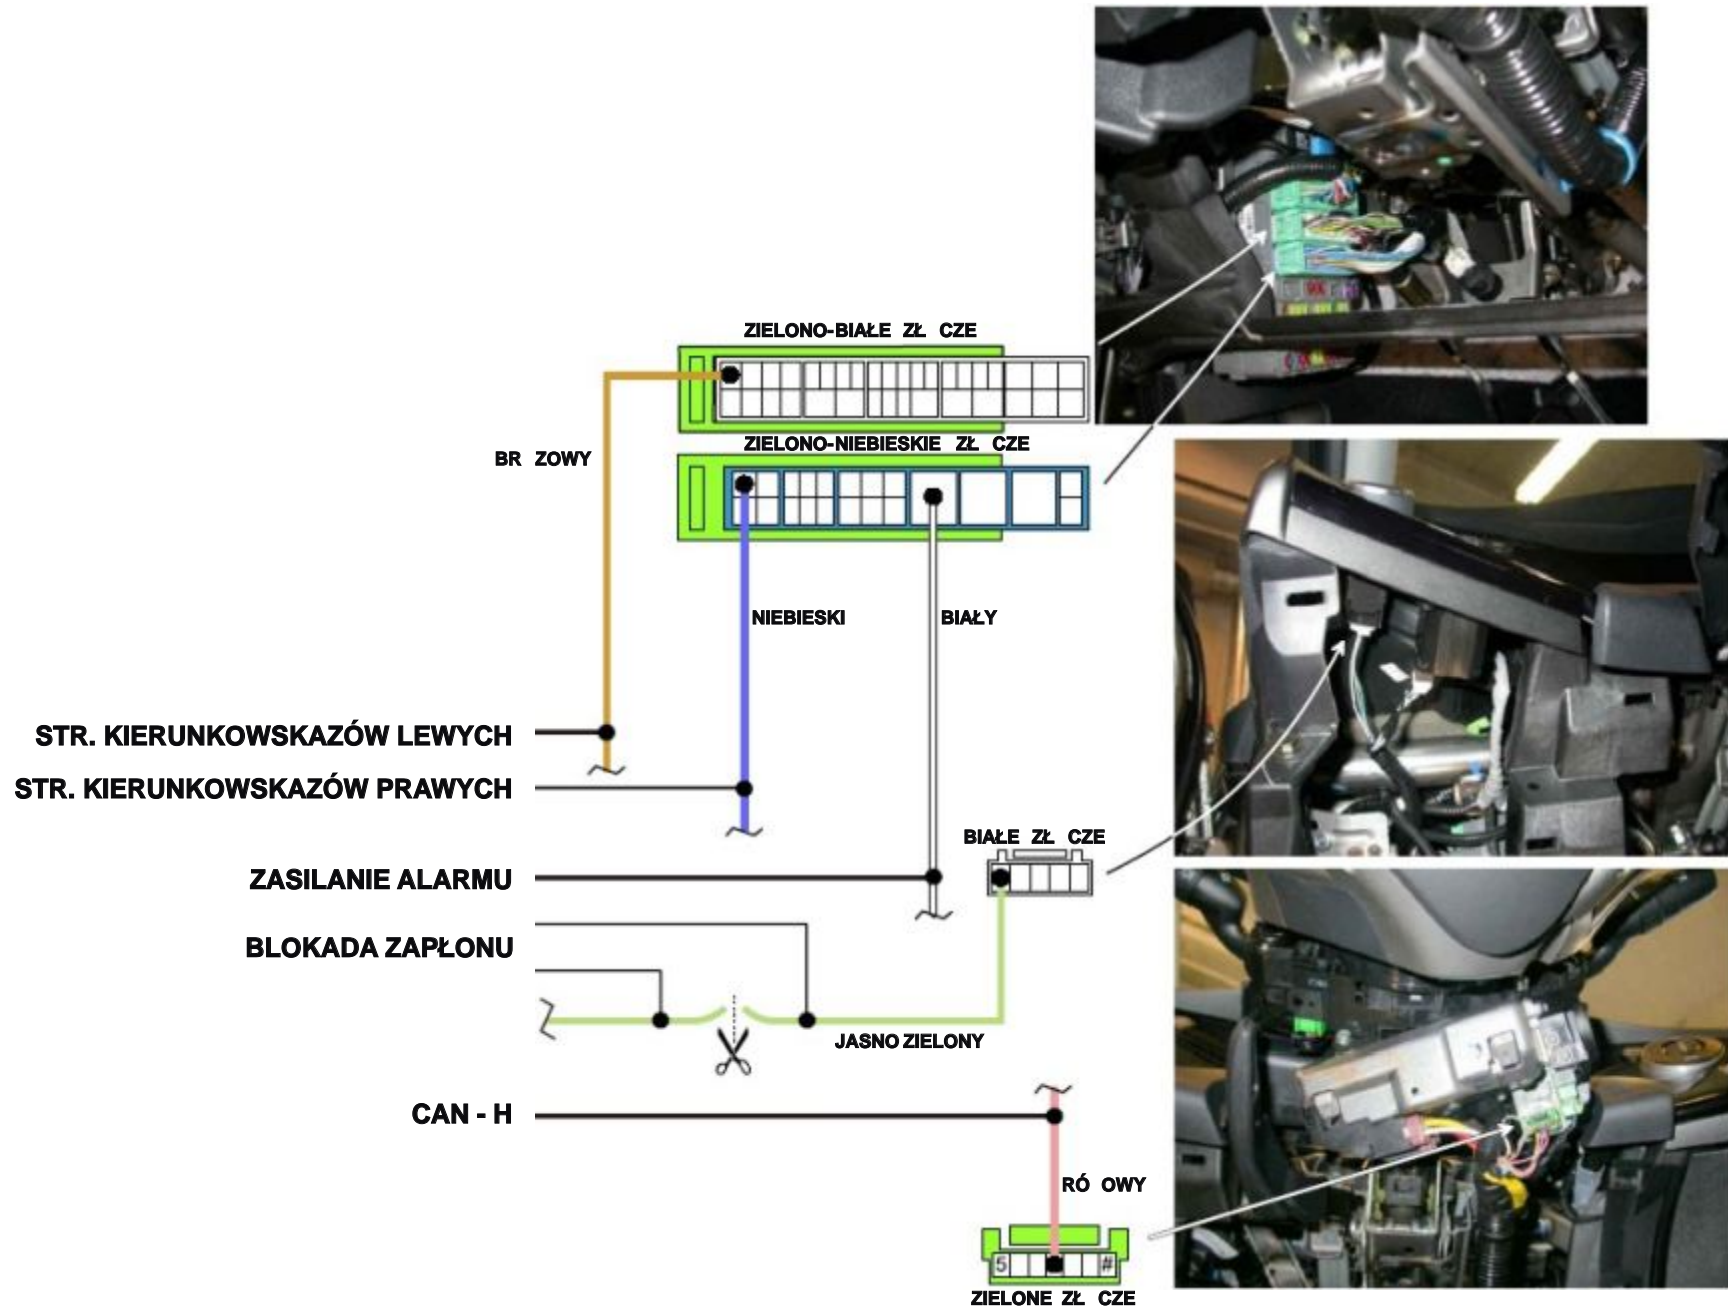 ZIELONO-BIAŁE ZŁ CZE
ZIELONO-NIEBIESKIE ZŁ CZE
BR ZOWY
NIEBIESKI
BIAŁY
STR. KIERUNKOWSKAZÓW LEWYCH
STR. KIERUNKOWSKAZÓW PRAWYCH
BIAŁE ZŁ CZE
ZASILANIE ALARMU
BLOKADA ZAPŁONU
JASNO ZIELONY
CAN - H
RÓ OWY
5 #
ZIELONE ZŁ CZE